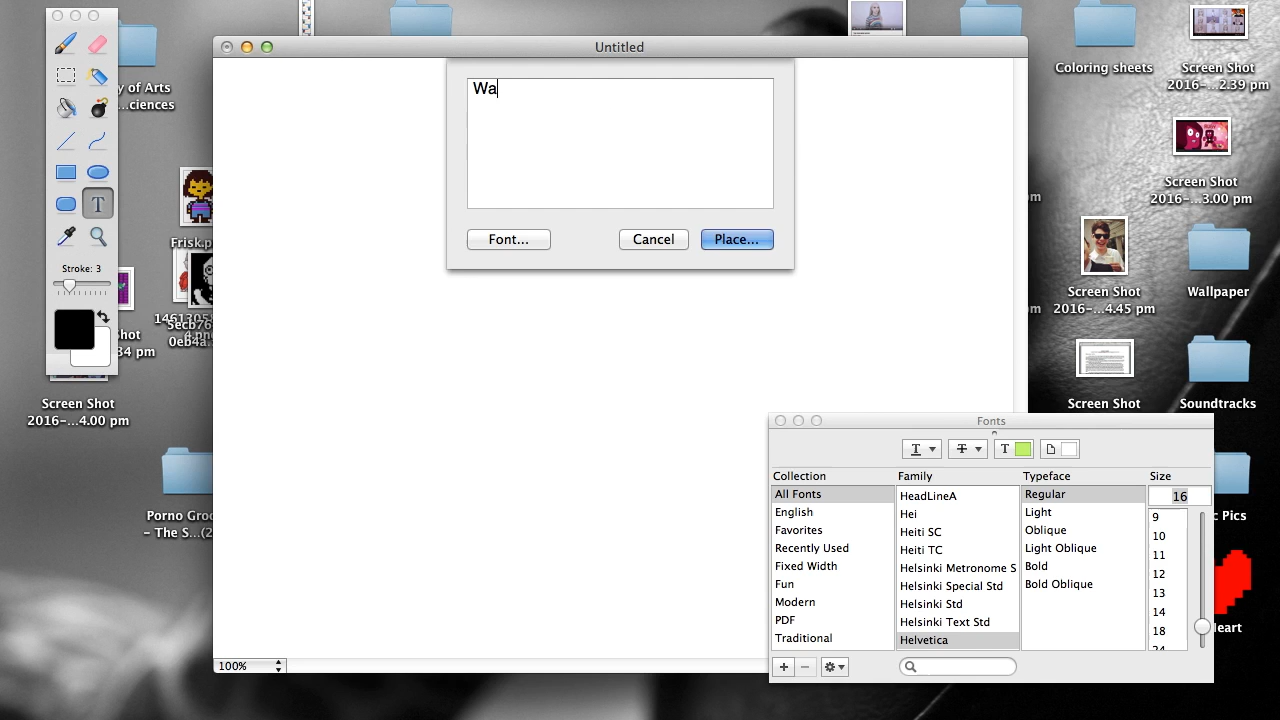 Untitled
Wa
Font...
Cancel
Place...
T
Stroke: 3
y of Arts
...ciences
Frisk.p
Screen Shot
2016-...4.00 pm
34 pm
Porno Groo
– The S...(2
Coloring sheets
Screen Shot
2016-...2.39 pm
Screen Shot
2016-...3.00 pm
Screen Shot
2016-...4.45 pm
Wallpaper
Screen Shot
Soundtracks
c Pics
Heart
100%
Fonts
T
T
T
Collection
Family
Typeface
Size
All Fonts
English
Favorites
Recently Used
Fixed Width
Fun
Modern
PDF
Traditional
HeadLineA
Hei
Heiti SC
Heiti TC
Helsinki Metronome S
Helsinki Special Std
Helsinki Std
Helsinki Text Std
Helvetica
Regular
Light
Oblique
Light Oblique
Bold
Bold Oblique
16
9
10
11
12
13
14
18
24